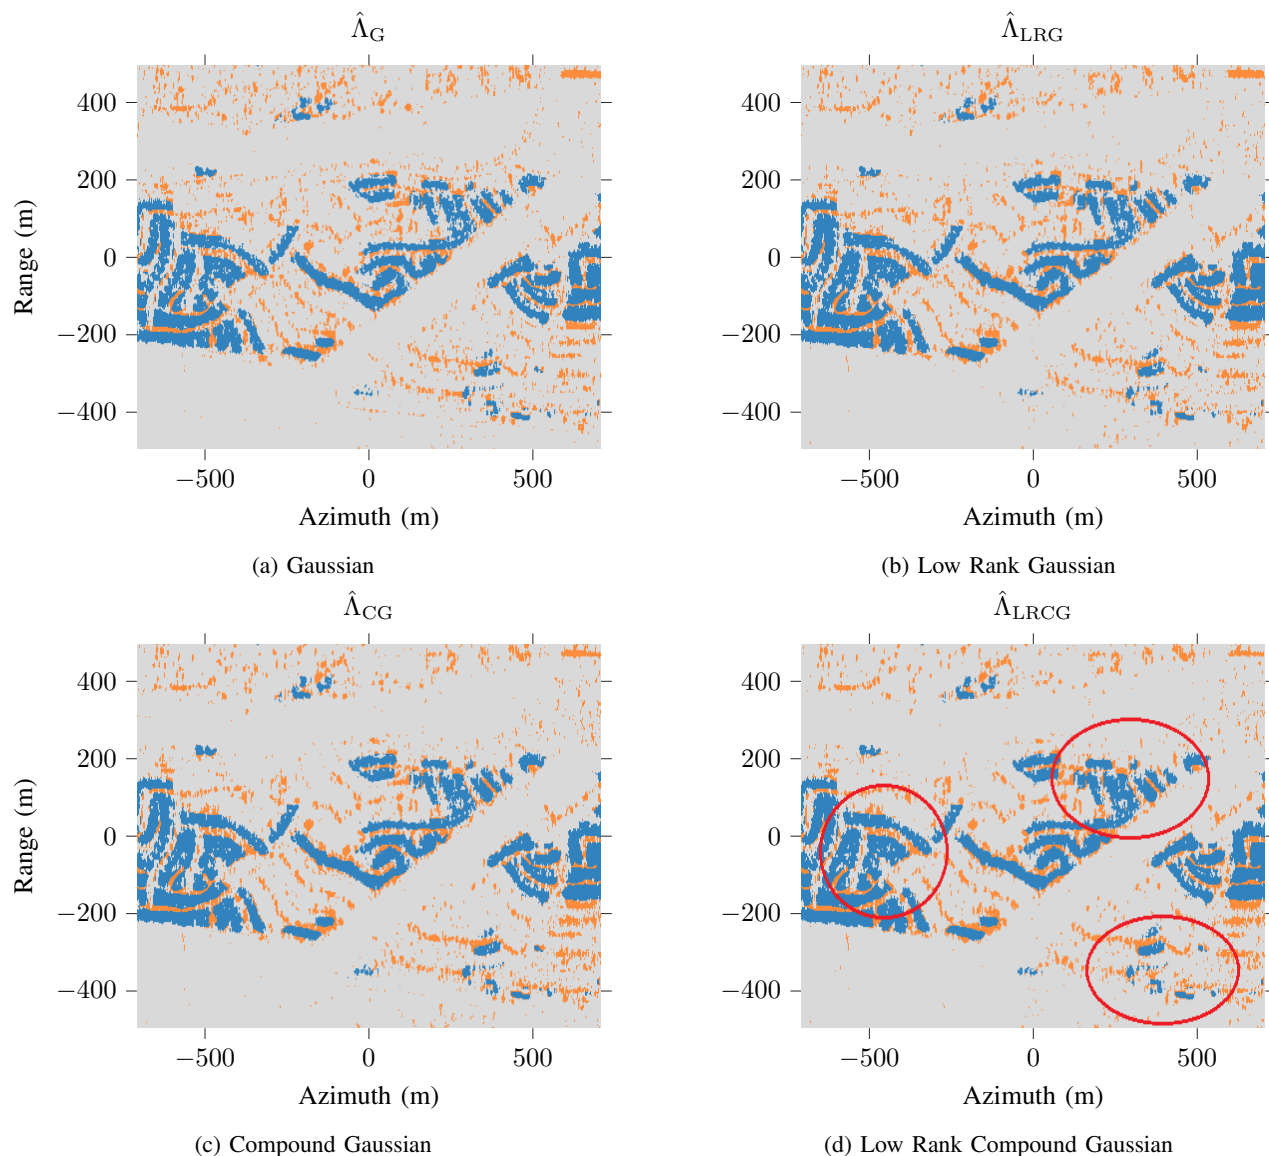 Λ̂G
Λ̂LRG
400
200
0
−200
−400
Range (m)
−500
0
500
Azimuth (m)
(a) Gaussian
400
200
0
−200
−400
−500
0
500
Azimuth (m)
(b) Low Rank Gaussian
Λ̂CG
Λ̂LRCG
400
200
0
−200
−400
Range (m)
−500
0
500
Azimuth (m)
(c) Compound Gaussian
400
200
0
−200
−400
−500
0
500
Azimuth (m)
(d) Low Rank Compound Gaussian